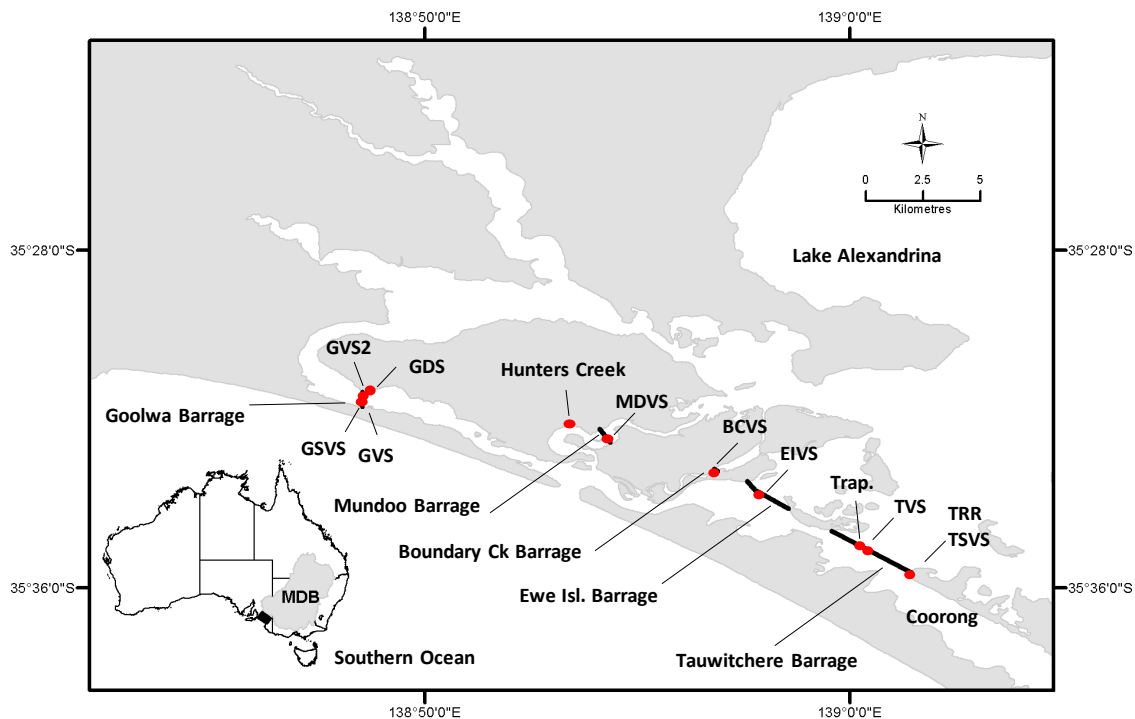 138°50'0"E
139°0'0"E
N
0 2.5 5
Kilometres
35°28'0"S
35°28'0"S
Lake Alexandrina
GVS2
GDS
Hunters Creek
Goolwa Barrage
MDVS
GSVS
GVS
BCVS
EIVS
Mundoo Barrage
Trap.
TVS
TRR
TSVS
Boundary Ck Barrage
35°36'0"S
35°36'0"S
MDB
Ewe Isl. Barrage
Coorong
Southern Ocean
Tauwitchere Barrage
138°50'0"E
139°0'0"E